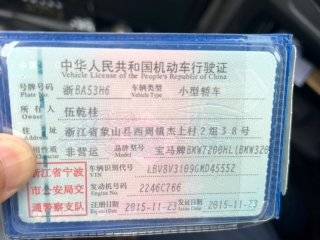 中华人民共和国机动车行驶证
Vehicle License of the People's Republic of China
号牌号码 浙BA53H6 车辆类型 小型轿车
Plate No. Vehicle Type
所有人 伍乾桂
Owner
住址 浙江省象山县西周镇杰上村2组38号
使用性质 非营运 品牌型号 宝马牌BMW7200HL(BMW320
浙江省宁波
市公安局交
通警察支队
车辆识别代号 LBV8V3109GMD45552
VIN
发动机号码 2246C766
Engine No.
注册日期 2015-11-23 发证日期 2015-11-23
Issue Date